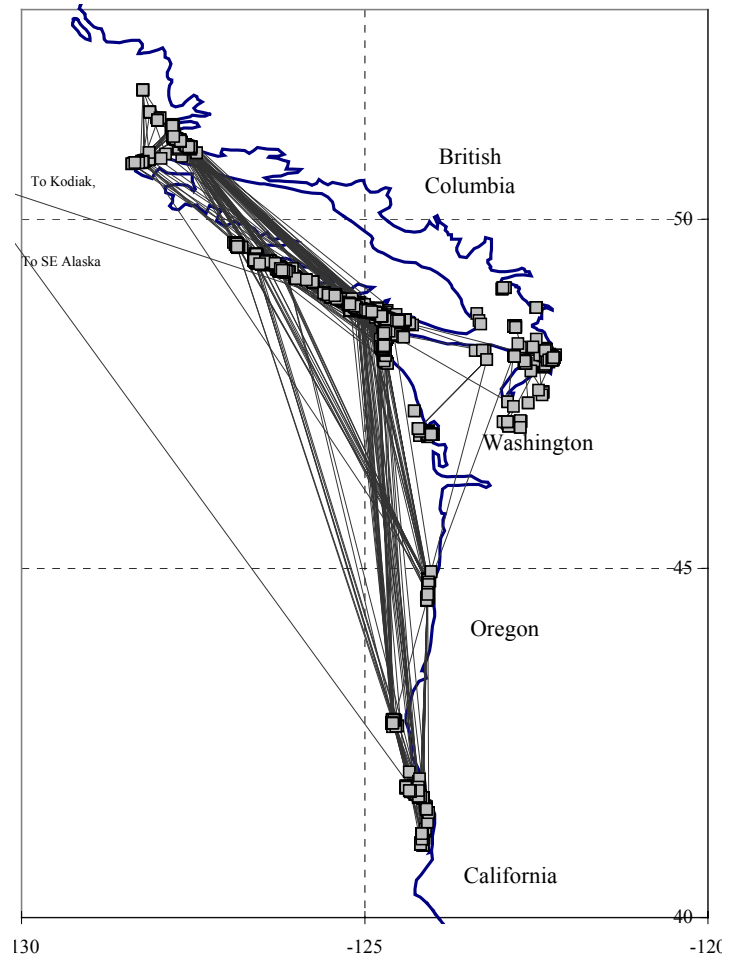 British
Columbia
To Kodiak,
50
To SE Alaska
Washington
45
Oregon
California
40
-125